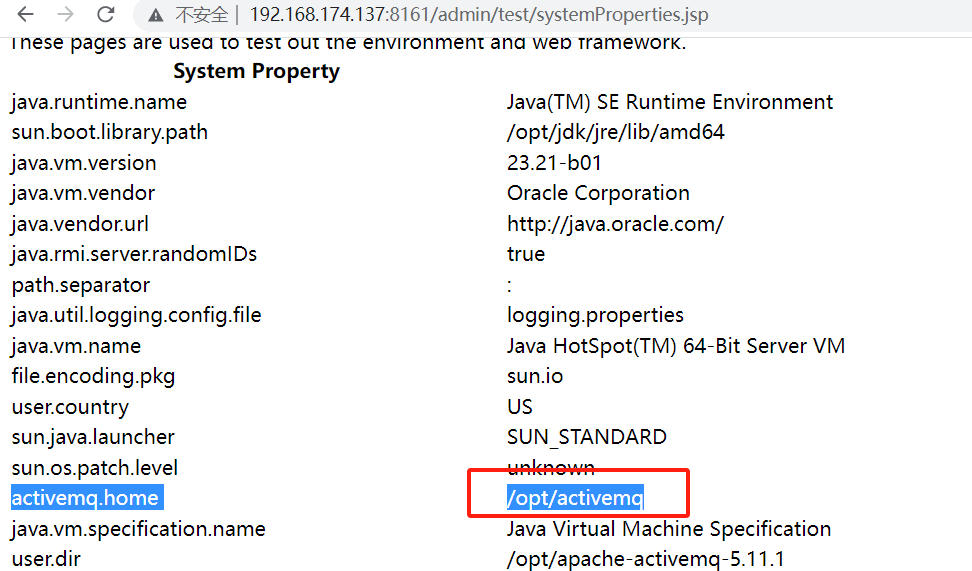 不安全 | 192.168.174.137:8161/admin/test/systemProperties.jsp
These pages are used to test out the environment and web framework.
System Property
java.runtime.name Java(TM) SE Runtime Environment
sun.boot.library.path /opt/jdk/jre/lib/amd64
java.vm.version 23.21-b01
java.vm.vendor Oracle Corporation
java.vendor.url http://java.oracle.com/
java.rmi.server.randomIDs true
path.separator :
java.util.logging.config.file logging.properties
java.vm.name Java HotSpot(TM) 64-Bit Server VM
file.encoding.pkg sun.io
user.country US
sun.java.launcher SUN_STANDARD
sun.os.patch.level unknown
activemq.home /opt/activemq
java.vm.specification.name Java Virtual Machine Specification
user.dir /opt/apache-activemq-5.11.1